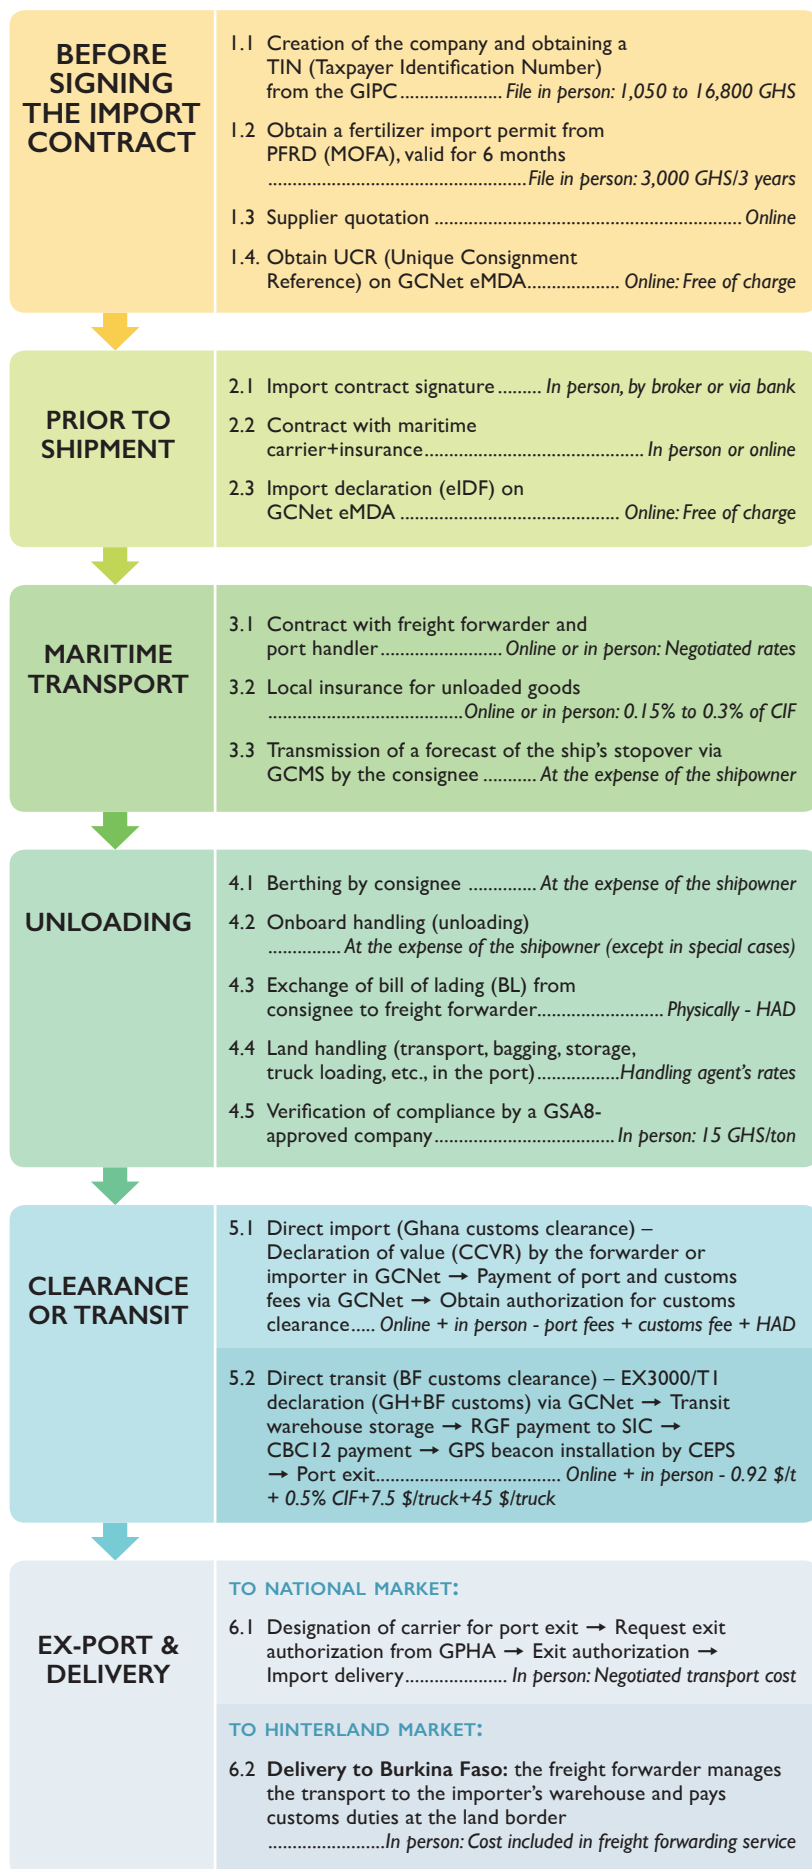 BEFORE
SIGNING
THE IMPORT
CONTRACT
1.1 Creation of the company and obtaining a
TIN (Taxpayer Identification Number)
from the GIPC.....................File in person: 1,050 to 16,800 GHS
1.2 Obtain a fertilizer import permit from
PFRD (MOFA), valid for 6 months
.....................................................File in person: 3,000 GHS/3 years
1.3 Supplier quotation ................................................................Online
1.4. Obtain UCR (Unique Consignment
Reference) on GCNet eMDA................... Online: Free of charge
PRIOR TO
SHIPMENT
2.1 Import contract signature ......... In person, by broker or via bank
2.2 Contract with maritime
carrier+insurance.............................................In person or online
2.3 Import declaration (eIDF) on
GCNet eMDA ............................................. Online: Free of charge
MARITIME
TRANSPORT
3.1 Contract with freight forwarder and
port handler.........................Online or in person: Negotiated rates
3.2 Local insurance for unloaded goods
........................................Online or in person: 0.15% to 0.3% of CIF
3.3 Transmission of a forecast of the ship's stopover via
GCMS by the consignee ...........At the expense of the shipowner
UNLOADING
4.1 Berthing by consignee ..............At the expense of the shipowner
4.2 Onboard handling (unloading)
...............At the expense of the shipowner (except in special cases)
4.3 Exchange of bill of lading (BL) from
consignee to freight forwarder..........................Physically - HAD
4.4 Land handling (transport, bagging, storage,
truck loading, etc., in the port).................Handling agent's rates
4.5 Verification of compliance by a GSA8-
approved company.....................................In person: 15 GHS/ton
CLEARANCE
OR TRANSIT
5.1 Direct import (Ghana customs clearance) –
Declaration of value (CCVR) by the forwarder or
importer in GCNet → Payment of port and customs
fees via GCNet → Obtain authorization for customs
clearance..... Online + in person - port fees + customs fee + HAD
5.2 Direct transit (BF customs clearance) – EX3000/T1
declaration (GH+BF customs) via GCNet → Transit
warehouse storage → RGF payment to SIC →
CBC12 payment → GPS beacon installation by CEPS
→ Port exit...................................... Online + in person - 0.92 $/t
+ 0.5% CIF+7.5 $/truck+45 $/truck
EX-PORT &
DELIVERY
TO NATIONAL MARKET:
6.1 Designation of carrier for port exit → Request exit
authorization from GPHA → Exit authorization →
Import delivery..................... In person: Negotiated transport cost
TO HINTERLAND MARKET:
6.2 Delivery to Burkina Faso: the freight forwarder manages
the transport to the importer's warehouse and pays
customs duties at the land border
........................In person: Cost included in freight forwarding service